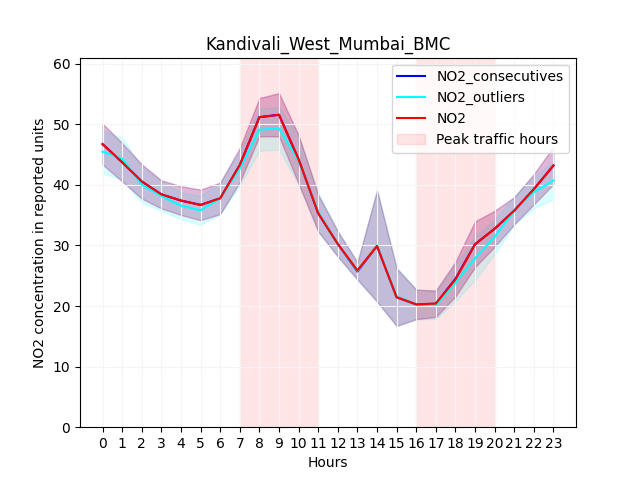 Kandivali_West_Mumbai_BMC
NO2 concentration in reported units
60
50
40
30
20
10
0
NO2_consecutives
NO2_outliers
NO2
Peak traffic hours
0 1 2 3 4 5 6 7 8 9 10 11 12 13 14 15 16 17 18 19 20 21 22 23
Hours